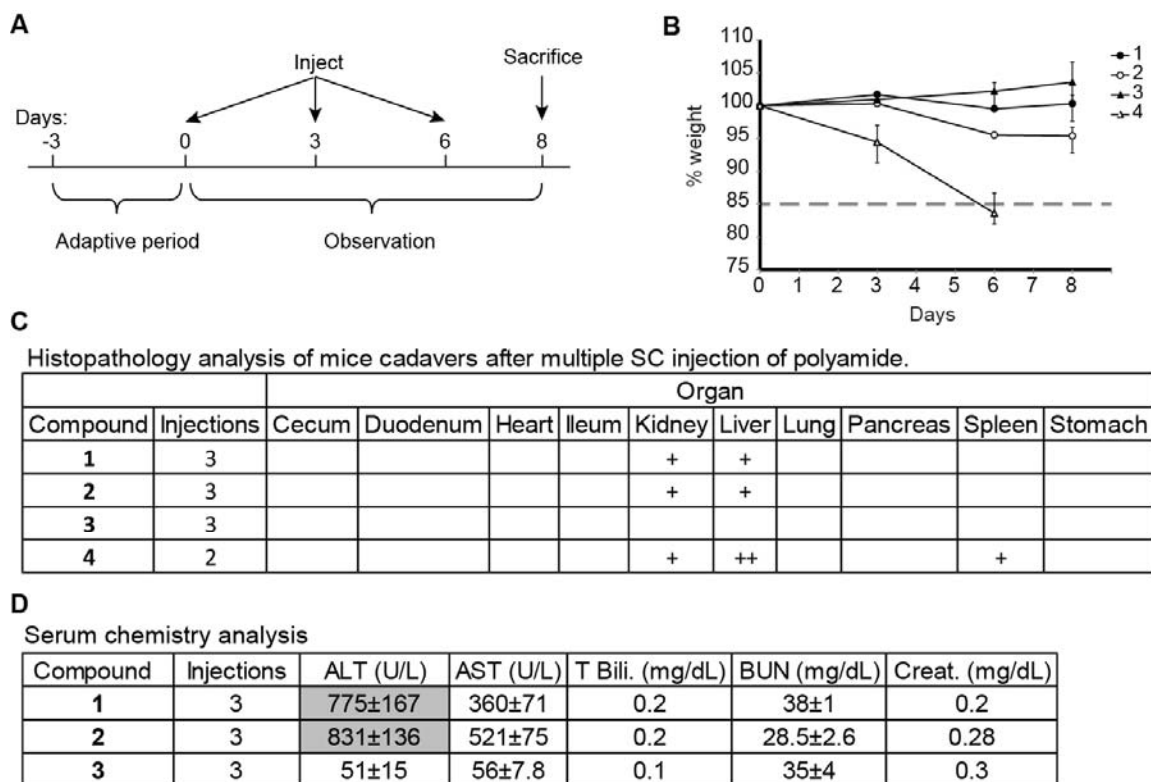 A
Inject
Sacrifice
Days:
-3 0 3 6 8
Adaptive period Observation
B
110
105
100
95
90
85
80
75
% weight
0 1 2 3 4 5 6 7 8
Days
1
2
3
4
C
Histopathology analysis of mice cadavers after multiple SC injection of polyamide.
Organ
Compound Injections Cecum Duodenum Heart Ileum Kidney Liver Lung Pancreas Spleen Stomach
1 3 + +
2 3 + +
3 3
4 2 + ++ +
D
Serum chemistry analysis
Compound Injections ALT (U/L) AST (U/L) T Bili. (mg/dL) BUN (mg/dL) Creat. (mg/dL)
1 3 775±167 360±71 0.2 38±1 0.2
2 3 831±136 521±75 0.2 28.5±2.6 0.28
3 3 51±15 56±7.8 0.1 35±4 0.3